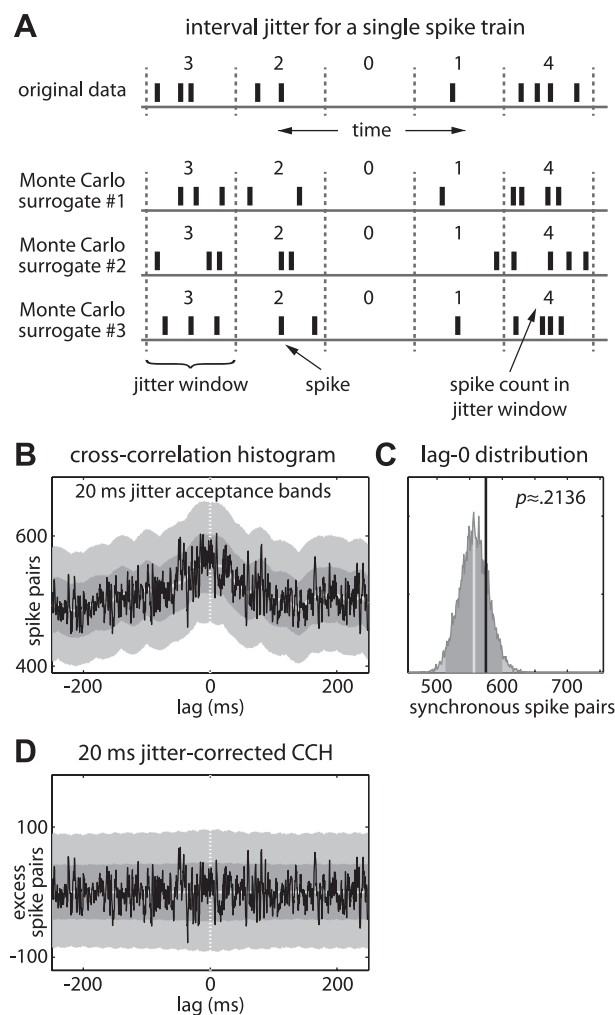 A interval jitter for a single spike train
3 2 0 1 4
original data
time
3 2 0 1 4
Monte Carlo
surrogate #1
3 2 0 1 4
Monte Carlo
surrogate #2
3 2 0 1 4
Monte Carlo
surrogate #3
jitter window
spike
spike count in
jitter window
B cross-correlation histogram
20 ms jitter acceptance bands
600
400
spike pairs
-200 0 200
lag (ms)
C lag-0 distribution
p≈.2136
500 600 700
synchronous spike pairs
D 20 ms jitter-corrected CCH
100
-100
excess
spike pairs
-200 0 200
lag (ms)